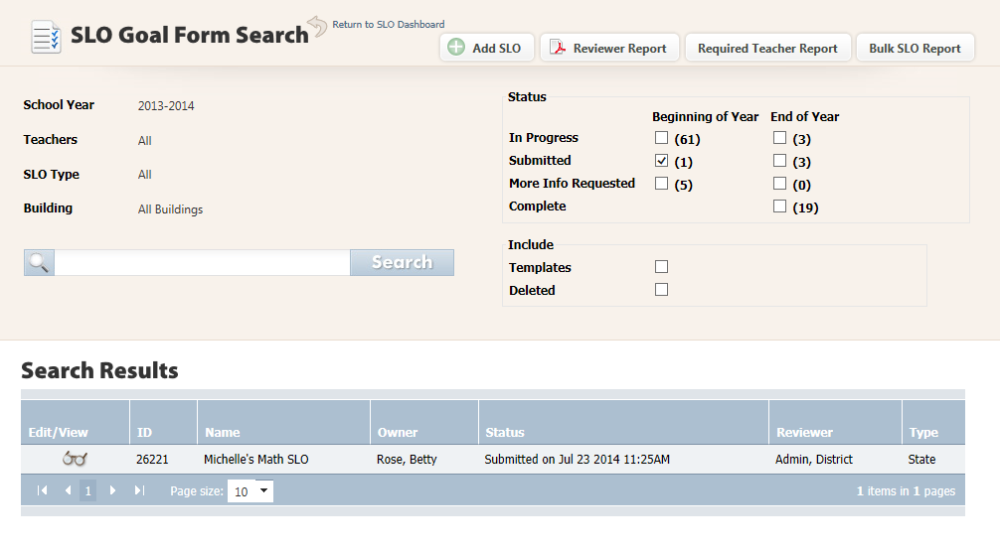 SLO Goal Form Search
Return to SLO Dashboard
Add SLO
Reviewer Report
Required Teacher Report
Bulk SLO Report
School Year 2013-2014
Teachers All
SLO Type All
Building All Buildings
Search
Status
Beginning of Year End of Year
In Progress (61) (3)
Submitted (1) (3)
More Info Requested (5) (0)
Complete (19)
Include
Templates
Deleted
Search Results
Edit/View ID Name Owner Status Reviewer Type
26221 Michelle's Math SLO Rose, Betty Submitted on Jul 23 2014 11:25AM Admin, District State
1 Page size: 10 1 items in 1 pages